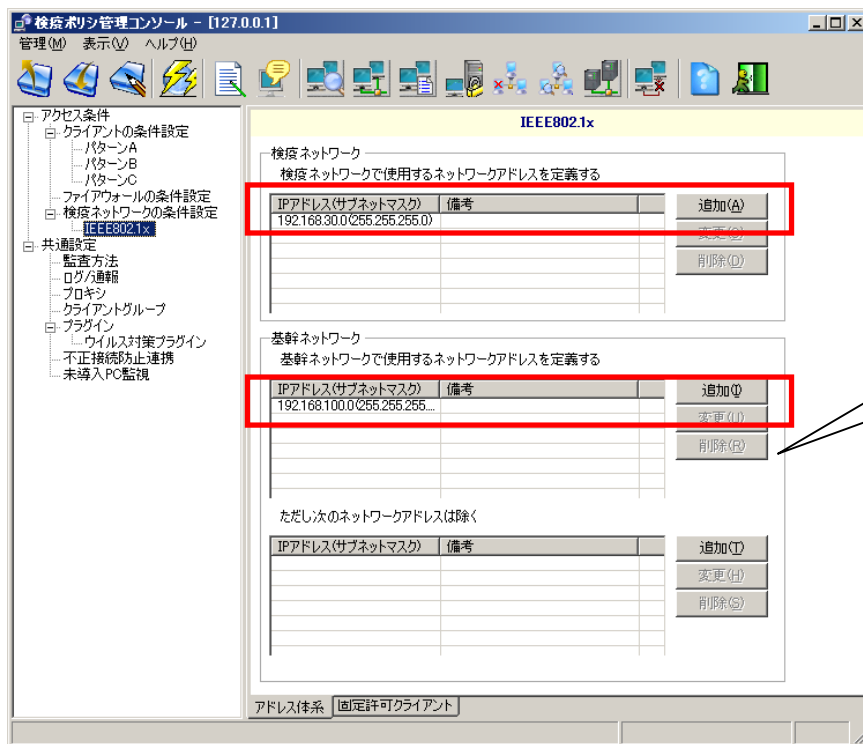 検疫ポリシ管理コンソール - [127.0.0.1]
管理(M) 表示(V) ヘルプ(H)
アクセス条件
クライアントの条件設定
パターンA
パターンB
パターンC
ファイアウォールの条件設定
検疫ネットワークの条件設定
IEEE802.1x
共通設定
監査方法
ログ/通報
プロキシ
クライアントグループ
プラグイン
ウイルス対策プラグイン
不正接続防止連携
未導入PC監視
IEEE802.1x
検疫ネットワーク
検疫ネットワークで使用するネットワークアドレスを定義する
IPアドレス(サブネットマスク) 備考
192.168.30.0(255.255.255.0)
追加(A)
変更(C)
削除(D)
基幹ネットワーク
基幹ネットワークで使用するネットワークアドレスを定義する
IPアドレス(サブネットマスク) 備考
192.168.100.0(255.255.255....
追加(I)
変更(U)
削除(R)
ただし次のネットワークアドレスは除く
IPアドレス(サブネットマスク) 備考
追加(T)
変更(H)
削除(S)
アドレス体系 固定許可クライアント